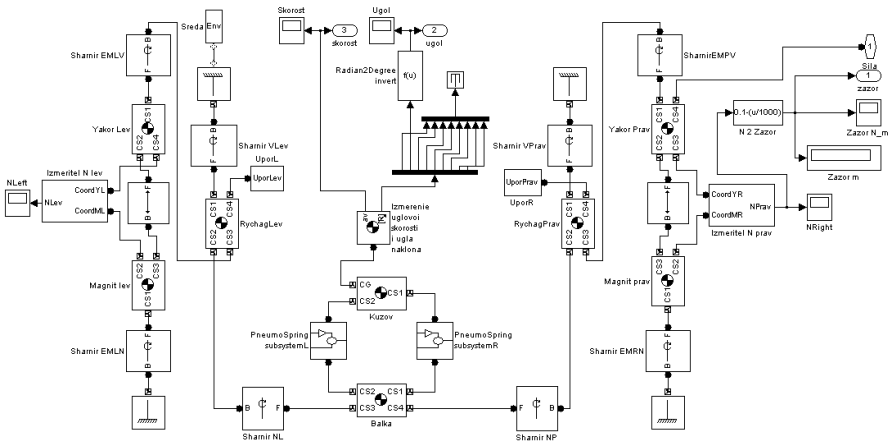 Skorost
3
skorost
Ugol
2
ugol
Sreda
Env
B
F
Sharnir EMLV
Radian2Degree
invert
f(u)
B
F
SharnirEMPV
1
Sila
1
zazor
CS1
CS2
CS4
Yakor Lev
B
F
Sharnir VLev
UporL
UporLev
B
F
Sharnir VPrav
UporPrav
UporR
CS1
CS2
CS4
CS3
Yakor Prav
0.1-(u/1000)
N 2 Zazor
Zazor N_m
Zazor m
NLeft
Izmeritel N lev
NLev
CoordYL
CoordML
F
B
CS1
CS4
CS2
CS3
RychagLev
av
[R]
Izmerenie
uglovoi
skorosti
i ugla
naklona
CS1
CS4
CS2
CS3
RychagPrav
F
B
CoordYR
CoordMR
NPrav
Izmeritel N prav
NRight
CS2
CS3
CS1
Magnit lev
CG
CS2
CS1
Kuzov
CS3
CS2
CS1
Magnit prav
F
B
Sharnir EMLN
PneumoSpring
subsystemL
PneumoSpring
subsystemR
F
B
Sharnir EMRN
B
F
Sharnir NL
CS2
CS1
CS3
CS4
Balka
F
B
Sharnir NP